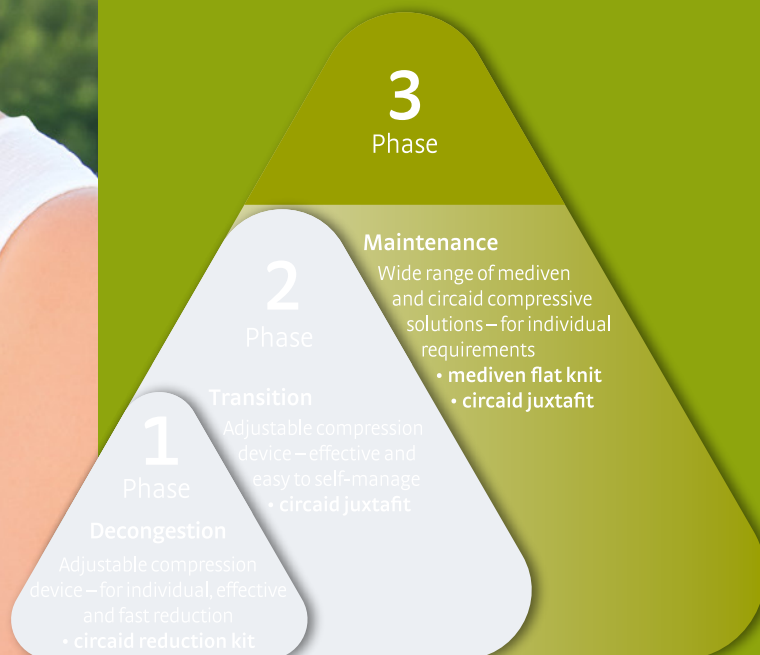 3
Phase
Maintenance
Wide range of mediven
and circaid compressive
solutions – for individual
requirements
• mediven flat knit
• circaid juxtafit
2
Phase
Transition
Adjustable compression
device – effective and
easy to self-manage
• circaid juxtafit
1
Phase
Decongestion
Adjustable compression
device – for individual, effective
and fast reduction
• circaid reduction kit